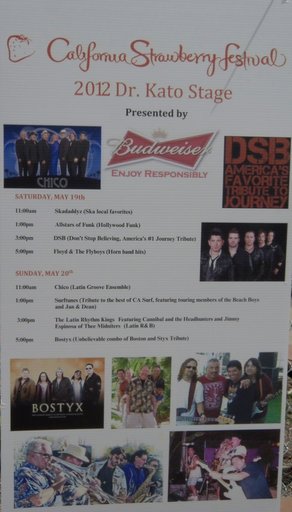 California Strawberry Festival
2012 Dr. Kato Stage
Presented by
Budweiser
ENJOY RESPONSIBLY
CHICO
DSB
AMERICA'S
FAVORITE
TRIBUTE TO
JOURNEY
SATURDAY, MAY 19th
11:00am Skadaddyz (Ska local favorites)
1:00pm Allstars of Funk (Hollywood Funk)
3:00pm DSB (Don't Stop Believing, America's #1 Journey Tribute)
5:00pm Floyd & The Flyboys (Horn band hits)
SUNDAY, MAY 20th
11:00am Chico (Latin Groove Ensemble)
1:00pm Surftunes (Tribute to the best of CA Surf, featuring touring members of the Beach Boys
and Jan & Dean)
3:00pm The Latin Rhythm Kings Featuring Cannibal and the Headhunters and Jimmy
Espinoza of Thee Midniters (Latin R&B)
5:00pm Bostyx (Unbelievable combo of Boston and Styx Tribute)
BOSTYX